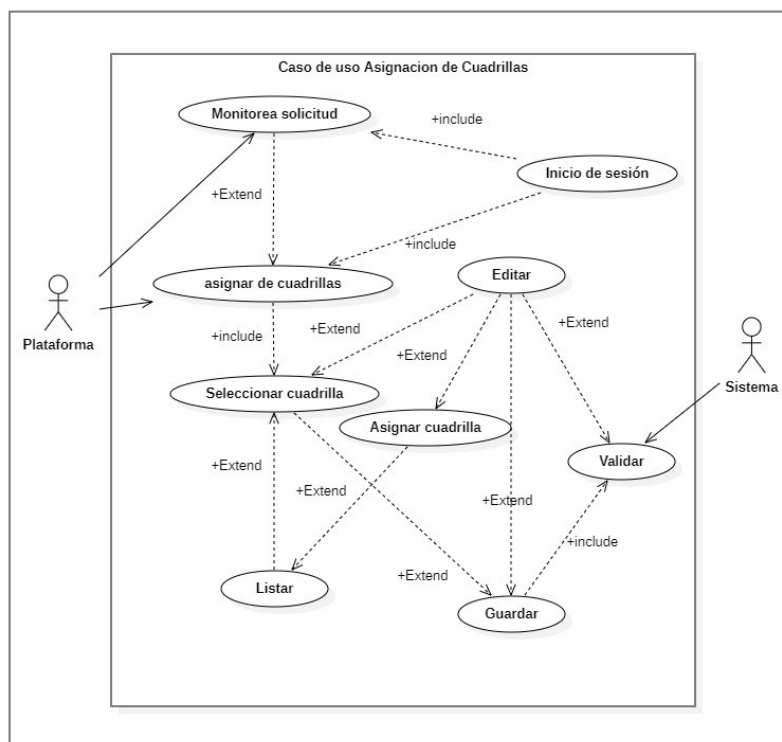 Caso de uso Asignacion de Cuadrillas
Monitorea solicitud
+include
Inicio de sesión
+Extend
+include
asignar de cuadrillas
Editar
Plataforma
+include
+Extend
+Extend
+Extend
Sistema
Seleccionar cuadrilla
Asignar cuadrilla
Validar
+Extend
+Extend
+Extend
+include
+Extend
Listar
Guardar